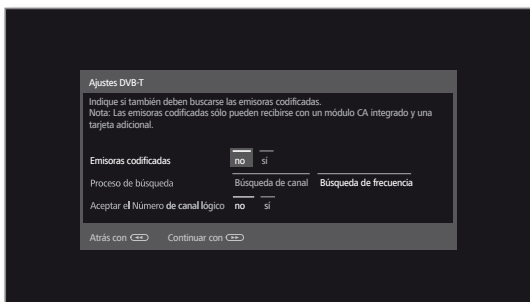 Ajustes DVB-T
Indique si también deben buscarse las emisoras codificadas.
Nota: Las emisoras codificadas sólo pueden recibirse con un módulo CA integrado y una
tarjeta adicional.
Emisoras codificadas no sí
Proceso de búsqueda Búsqueda de canal Búsqueda de frecuencia
Aceptar el Número de canal lógico no sí
Atrás con Continuar con